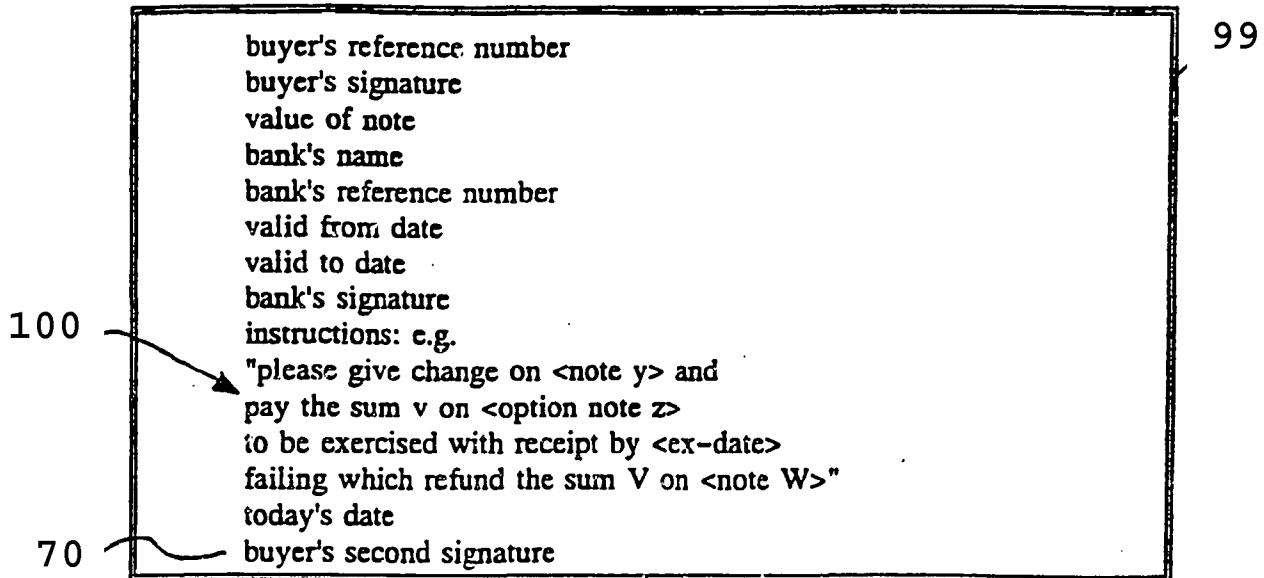 99
buyer's reference number
buyer's signature
value of note
bank's name
bank's reference number
valid from date
valid to date
bank's signature
100
instructions: e.g.
"please give change on <note y> and
pay the sum v on <option note z>
to be exercised with receipt by <ex-date>
failing which refund the sum V on <note W>"
today's date
70
buyer's second signature